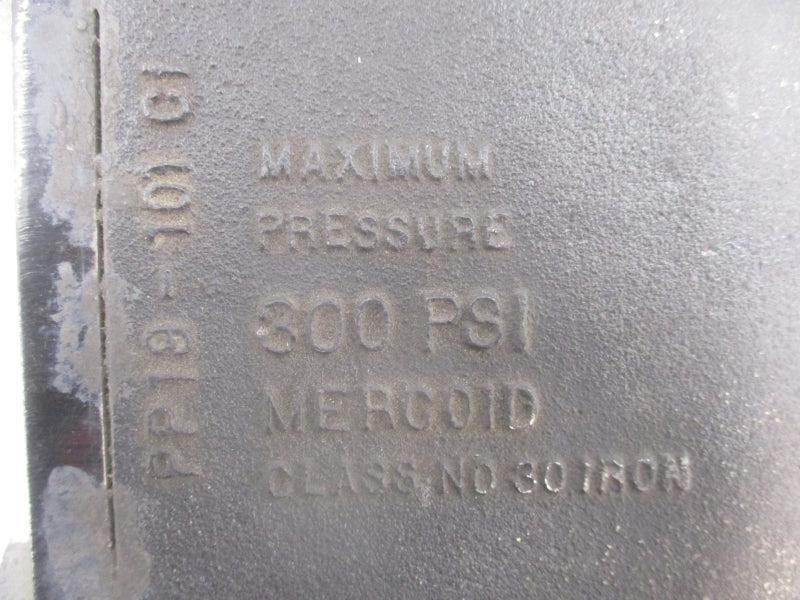 MAXIMUM
PRESSURE
300 PSI
MERCOID
CLASS NO 30 IRON
PP19-101 CI